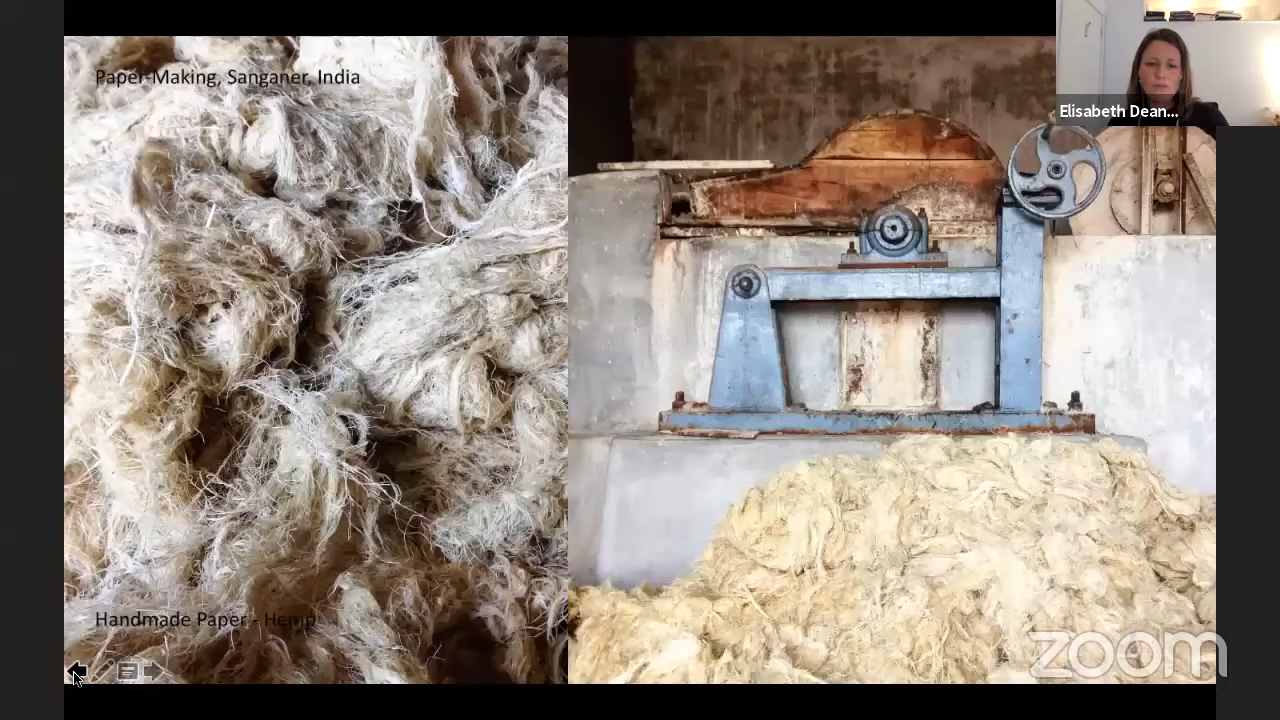 Paper-Making, Sanganer, India
Elisabeth Dean...
Handmade Paper - Hemp
zoom